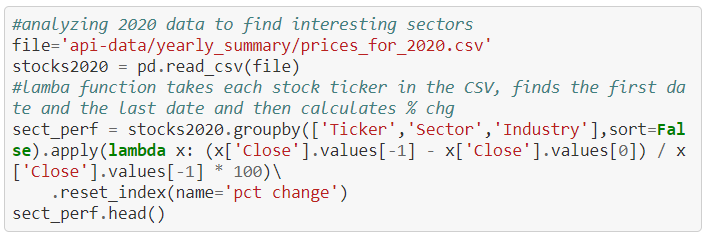 #analyzing 2020 data to find interesting sectors
file='api-data/yearly_summary/prices_for_2020.csv'
stocks2020 = pd.read_csv(file)
#lamba function takes each stock ticker in the CSV, finds the first da
te and the last date and then calculates % chg
sect_perf = stocks2020.groupby(['Ticker','Sector','Industry'],sort=Fal
se).apply(lambda x: (x['Close'].values[-1] - x['Close'].values[0]) / x
['Close'].values[-1] * 100)\
    .reset_index(name='pct change')
sect_perf.head()